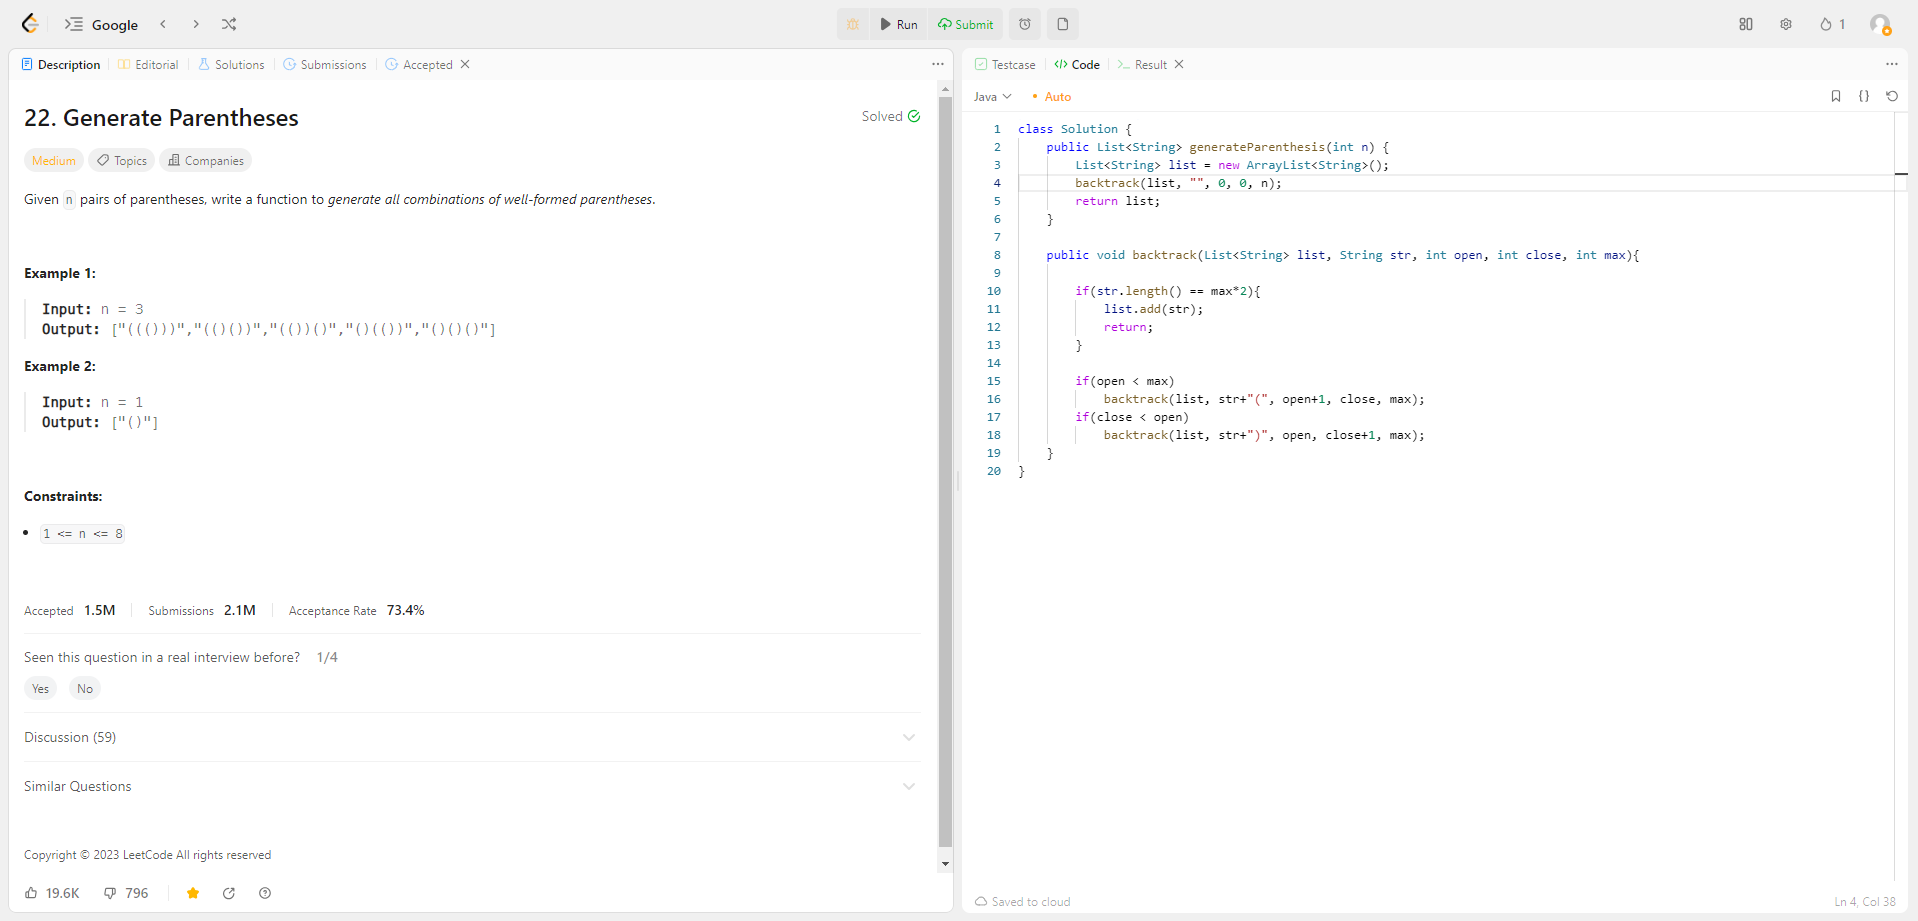 Google
Run
Submit
1
Description
Editorial
Solutions
Submissions
Accepted
22. Generate Parentheses
Solved
Medium
Topics
Companies
Given n pairs of parentheses, write a function to generate all combinations of well-formed parentheses.
Example 1:
Input: n = 3
Output: ["((()))","(()())","(())()","()(())","()()()"]
Example 2:
Input: n = 1
Output: ["()"]
Constraints:
1 <= n <= 8
Accepted 1.5M Submissions 2.1M Acceptance Rate 73.4%
Seen this question in a real interview before? 1/4
Yes No
Discussion (59)
Similar Questions
Copyright © 2023 LeetCode All rights reserved
19.6K 796
Testcase
Code
Result
Java
Auto
1 class Solution {
2 public List<String> generateParenthesis(int n) {
3 List<String> list = new ArrayList<String>();
4 backtrack(list, "", 0, 0, n);
5 return list;
6 }
7
8 public void backtrack(List<String> list, String str, int open, int close, int max){
9
10 if(str.length() == max*2){
11 list.add(str);
12 return;
13 }
14
15 if(open < max)
16 backtrack(list, str+"(", open+1, close, max);
17 if(close < open)
18 backtrack(list, str+")", open, close+1, max);
19 }
20 }
Saved to cloud
Ln 4, Col 38